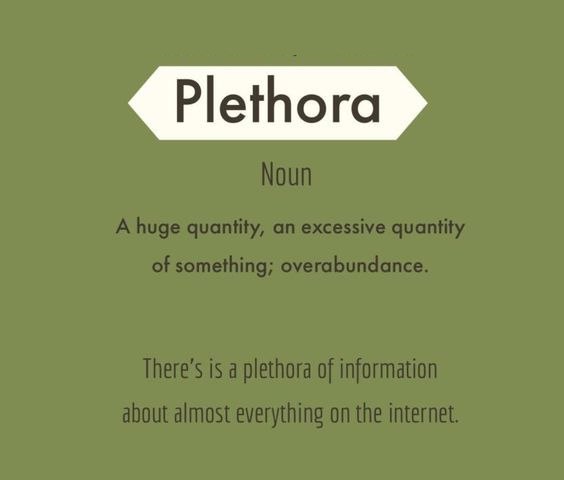 Plethora
Noun
A huge quantity, an excessive quantity
of something; overabundance.
There's is a plethora of information
about almost everything on the internet.